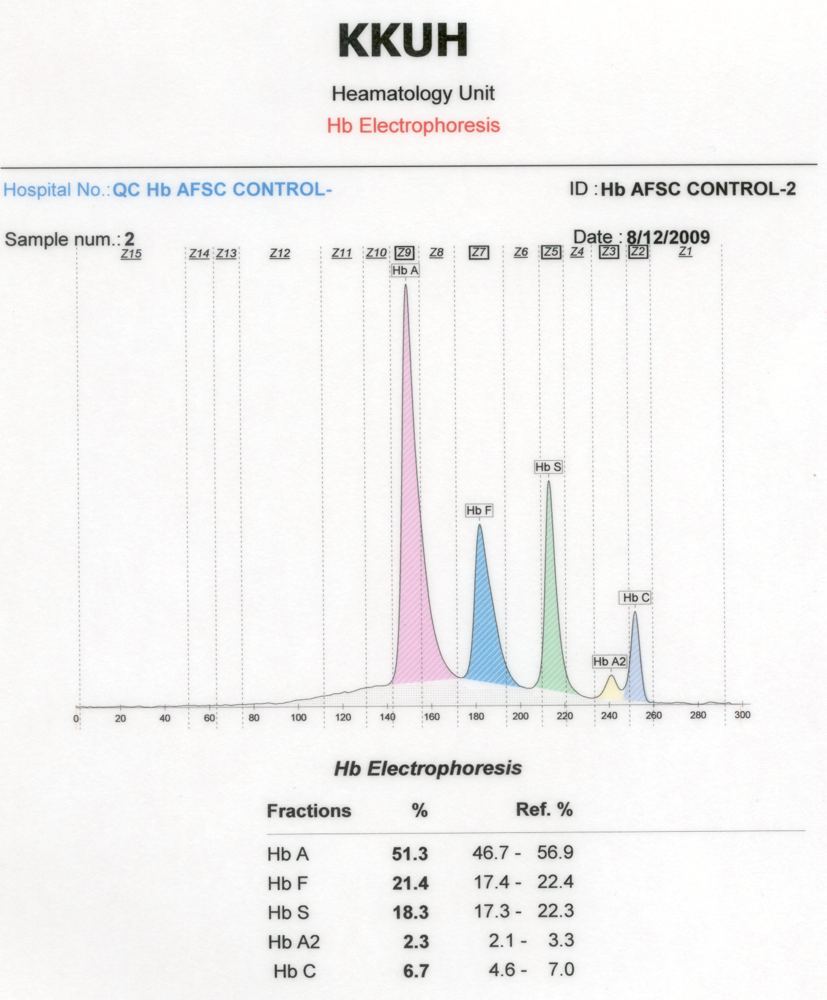 KKUH
Heamatology Unit
Hb Electrophoresis
Hospital No.: QC Hb AFSC CONTROL-
ID : Hb AFSC CONTROL-2
Sample num.: 2
Date : 8/12/2009
Z15 Z14 Z13 Z12 Z11 Z10 Z9 Z8 Z7 Z6 Z5 Z4 Z3 Z2 Z1
Hb A
Hb S
Hb F
Hb C
Hb A2
0 20 40 60 80 100 120 140 160 180 200 220 240 260 280 300
Hb Electrophoresis
Fractions % Ref. %
Hb A 51.3 46.7 - 56.9
Hb F 21.4 17.4 - 22.4
Hb S 18.3 17.3 - 22.3
Hb A2 2.3 2.1 - 3.3
Hb C 6.7 4.6 - 7.0